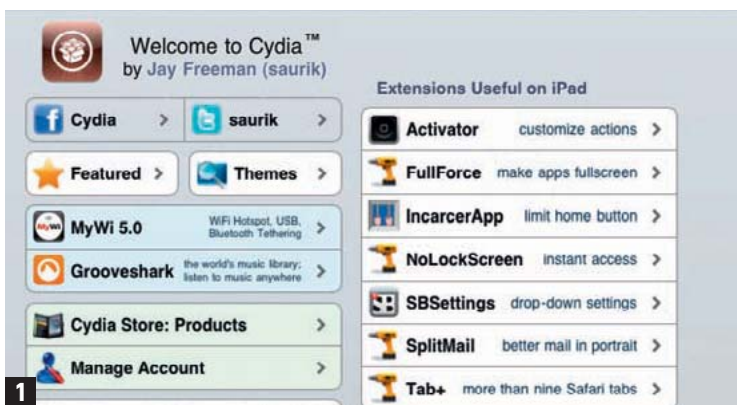 Welcome to Cydia™
by Jay Freeman (saurik)
Cydia
saurik
Featured
Themes
MyWi
MyWi 5.0
WiFi Hotspot, USB,
Bluetooth Tethering
Grooveshark
the world's music library;
listen to music anywhere
Cydia Store: Products
Manage Account
1
Extensions Useful on iPad
Activator customize actions
FullForce make apps fullscreen
IncarcerApp limit home button
NoLockScreen instant access
SBSettings drop-down settings
SplitMail better mail in portrait
Tab+ more than nine Safari tabs